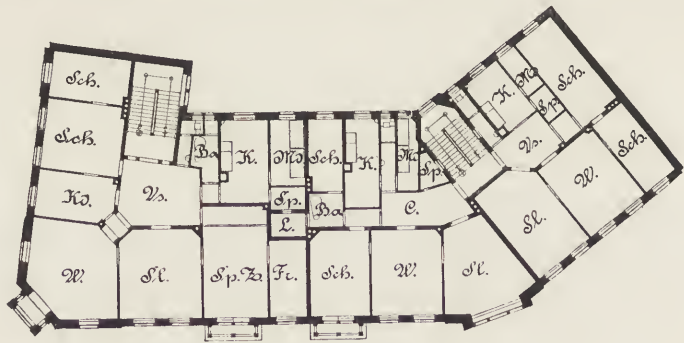 Sch.
Sch.
Kd.
W.
Vs.
Sl.
Ba
K.
Md
Sp.
L.
Sp. Z.
Fr.
Sch.
Ba
K.
Md
Sp.
C.
Sch.
W.
Sl.
K.
Md
Sp.
Sch.
Vs.
Sch.
W.
Sl.